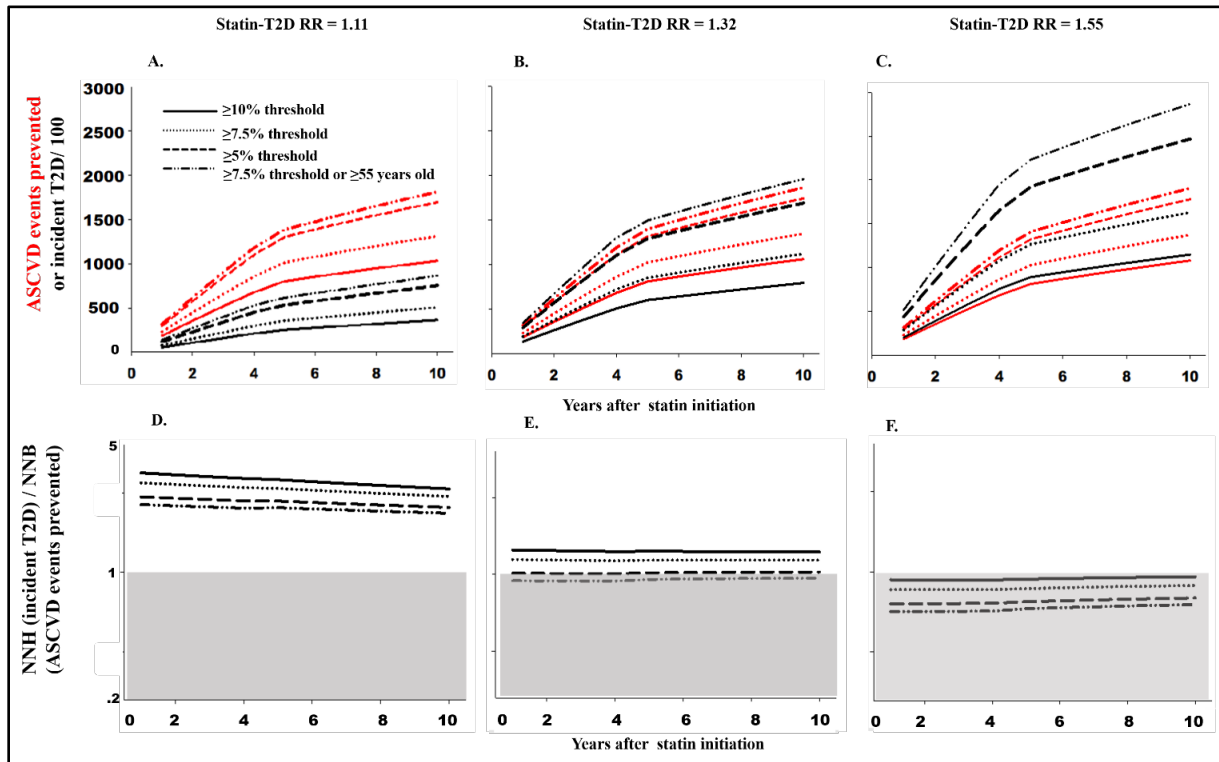 Statin-T2D RR = 1.11
Statin-T2D RR = 1.32
Statin-T2D RR = 1.55
A.
B.
C.
ASCVD events prevented
or incident T2D/ 100
3000
2500
2000
1500
1000
500
0
≥10% threshold
≥7.5% threshold
≥5% threshold
≥7.5% threshold or ≥55 years old
0 2 4 6 8 10
0 2 4 6 8 10
0 2 4 6 8 10
Years after statin initiation
D.
E.
F.
NNH (incident T2D) / NNB
(ASCVD events prevented)
5
1
.2
0 2 4 6 8 10
0 2 4 6 8 10
0 2 4 6 8 10
Years after statin initiation